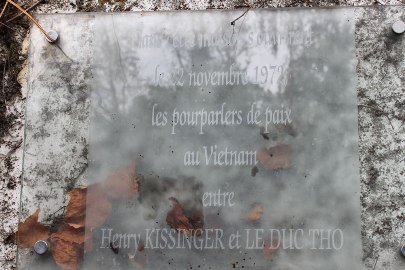 le 22 novembre 1972
les pourparlers de paix
au Vietnam
entre
Henry KISSINGER et LE DUC THO